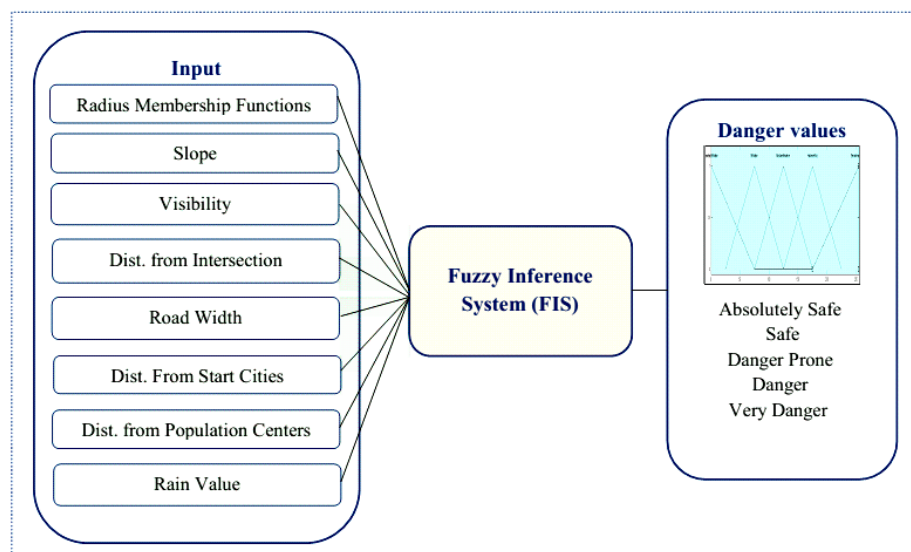 Input
Radius Membership Functions
Slope
Visibility
Dist. from Intersection
Road Width
Dist. From Start Cities
Dist. from Population Centers
Rain Value
Fuzzy Inference
System (FIS)
Danger values
Absolutely Safe
Safe
Danger Prone
Danger
Very Danger